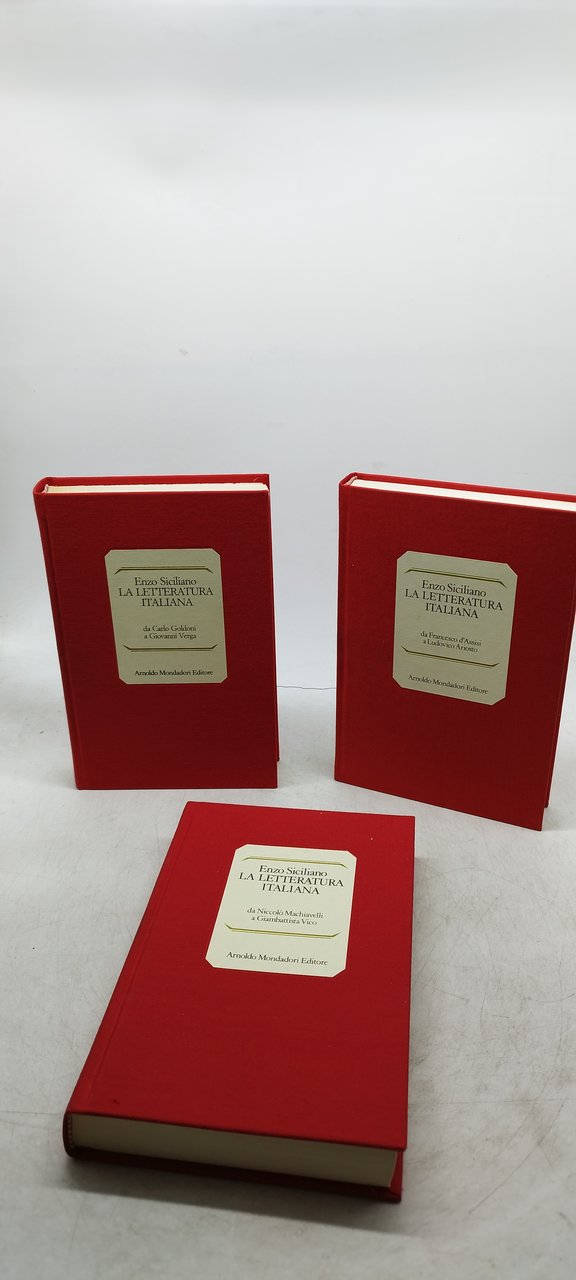 Enzo Siciliano
LA LETTERATURA
ITALIANA
da Carlo Goldoni
a Giovanni Verga
Arnoldo Mondadori Editore
Enzo Siciliano
LA LETTERATURA
ITALIANA
da Francesco d'Assisi
a Ludovico Ariosto
Arnoldo Mondadori Editore
Enzo Siciliano
LA LETTERATURA
ITALIANA
da Niccolò Machiavelli
a Giambattista Vico
Arnoldo Mondadori Editore